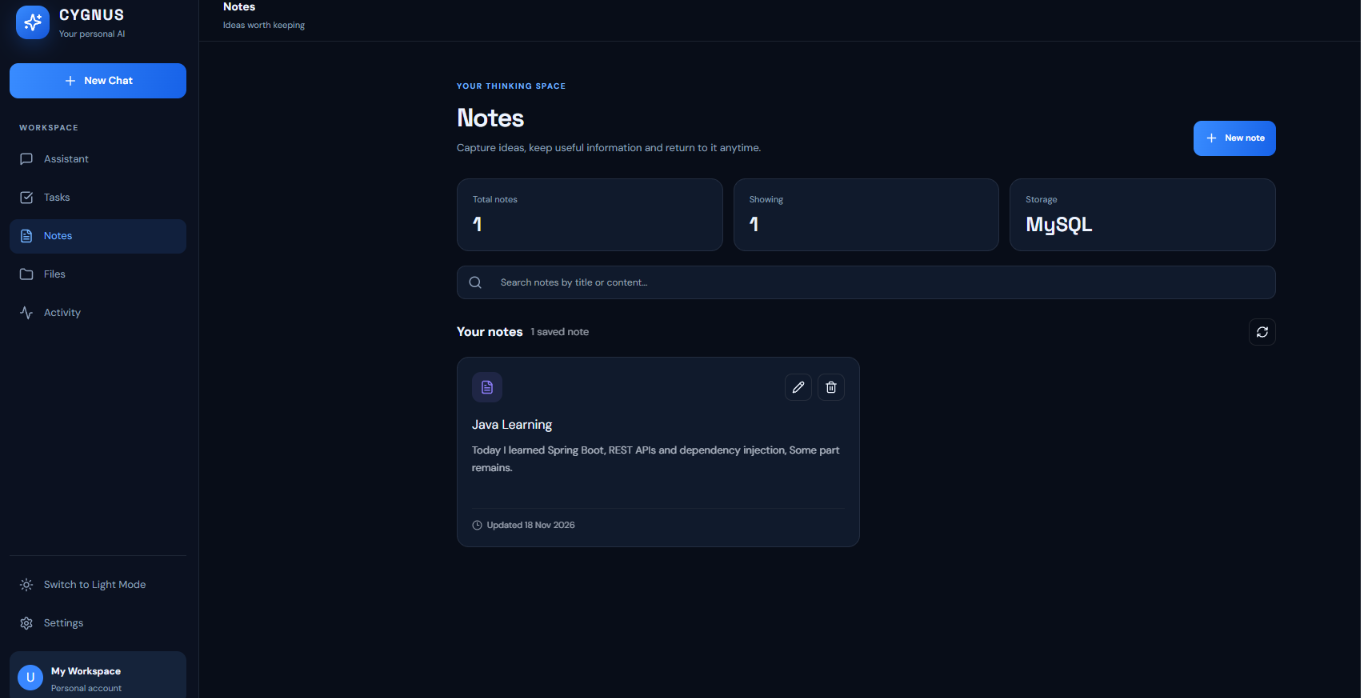 CYGNUS
Your personal AI
New Chat
WORKSPACE
Assistant
Tasks
Notes
Files
Activity
Switch to Light Mode
Settings
U
My Workspace
Personal account
Notes
Ideas worth keeping
YOUR THINKING SPACE
Notes
Capture ideas, keep useful information and return to it anytime.
New note
Total notes
1
Showing
1
Storage
MySQL
Search notes by title or content...
Your notes 1 saved note
Java Learning
Today I learned Spring Boot, REST APIs and dependency injection, Some part
remains.
Updated 18 Nov 2026